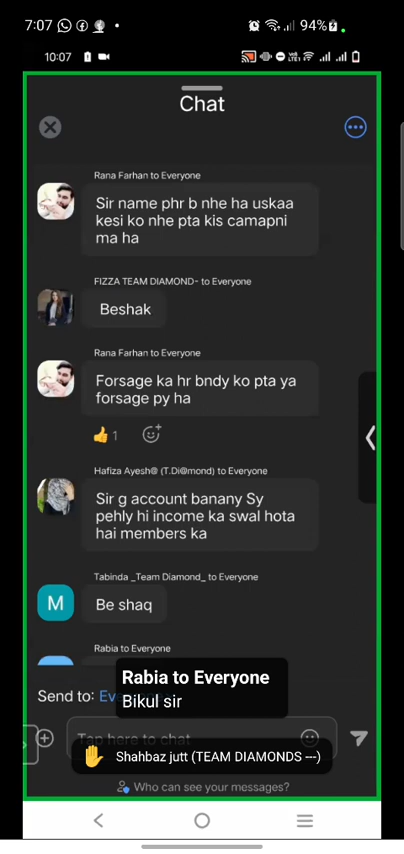 7:07
94%
10:07
Chat
Rana Farhan to Everyone
Sir name phr b nhe ha uskaa
kesi ko nhe pta kis camapni
ma ha
FIZZA TEAM DIAMOND- to Everyone
Beshak
Rana Farhan to Everyone
Forsage ka hr bndy ko pta ya
forsage py ha
1
Hafiza Ayesh@ (T.Di@mond) to Everyone
Sir g account banany Sy
pehly hi income ka swal hota
hai members ka
Tabinda _Team Diamond_ to Everyone
M
Be shaq
Rabia to Everyone
Rabia to Everyone
Bikul sir
Send to:
Tap here to chat
Shahbaz jutt (TEAM DIAMONDS ---)
Who can see your messages?